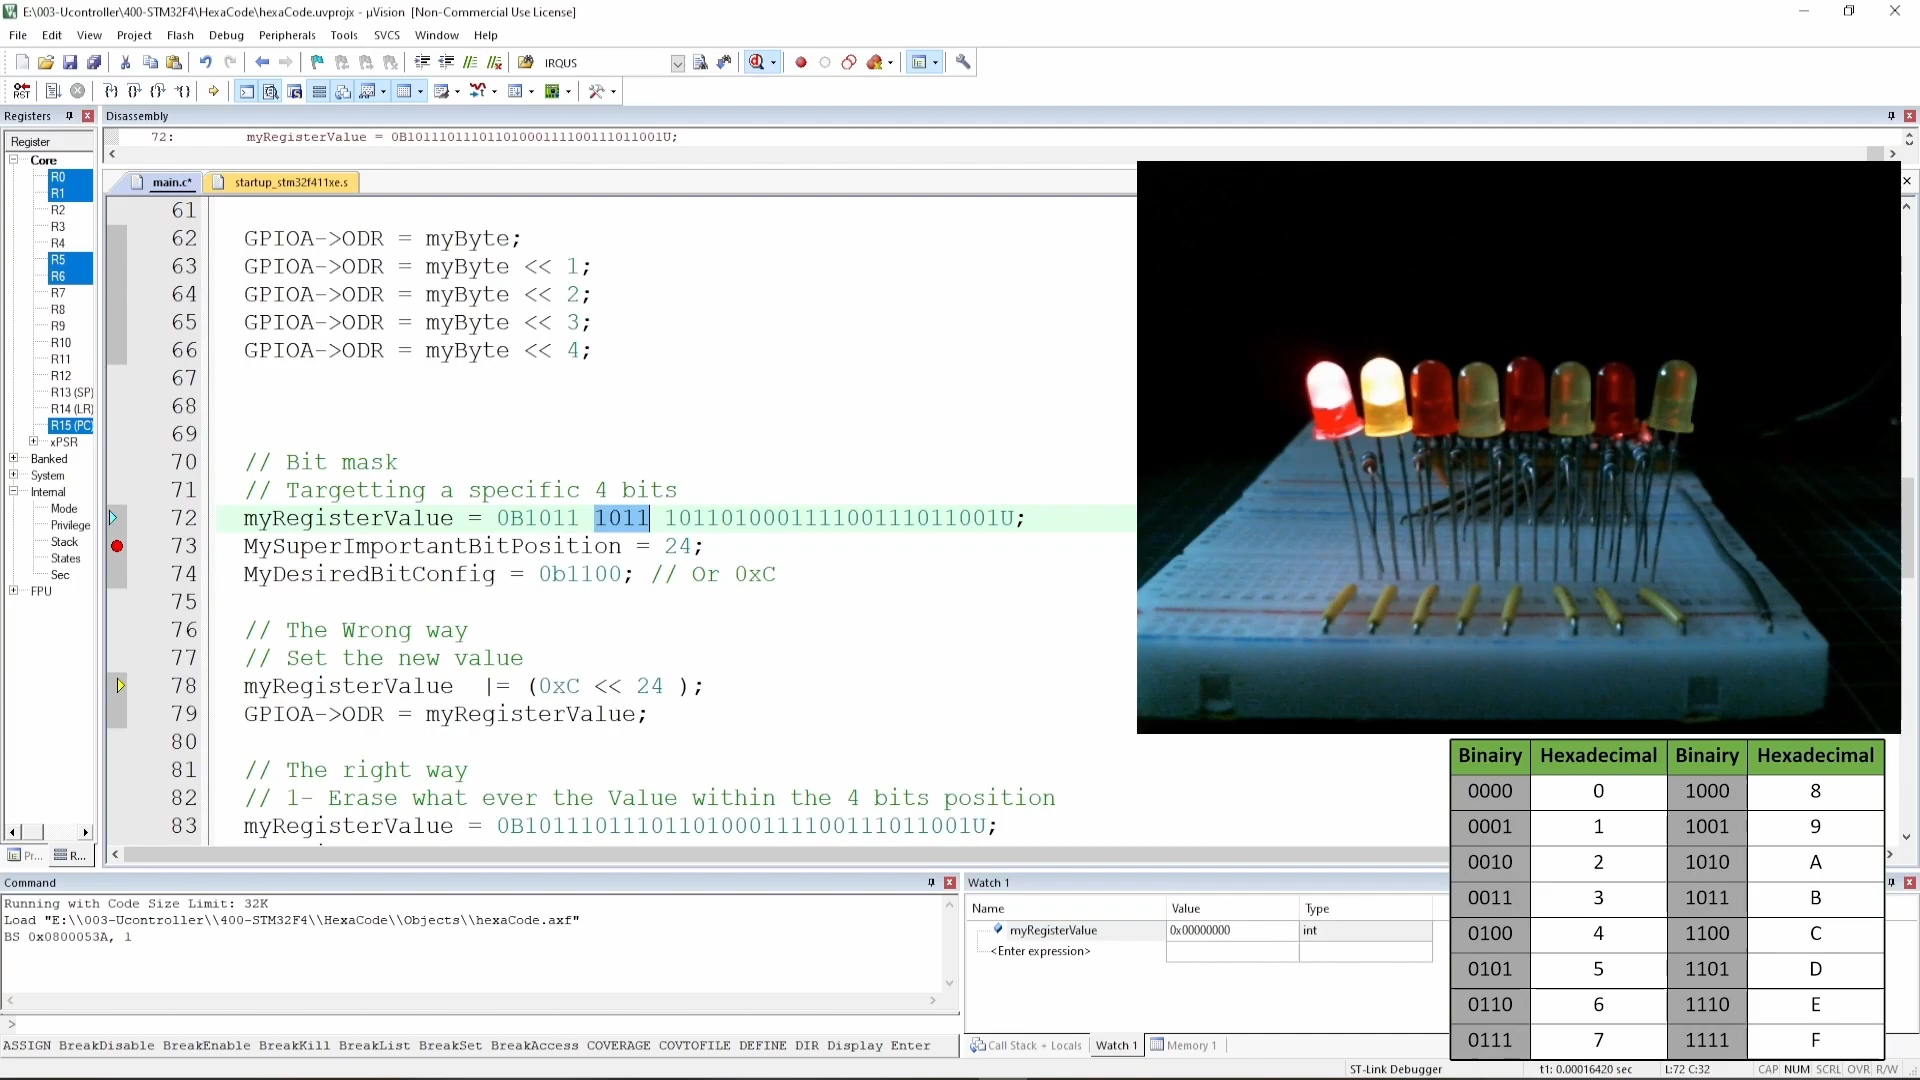 E:\003-Ucontroller\400-STM32F4\HexaCode\hexaCode.uvprojx - µVision  [Non-Commercial Use License]
File Edit View Project Flash Debug Peripherals Tools SVCS Window Help
IRQUS
RST
Registers
Disassembly
72: myRegisterValue = 0B10111011101101000111100111011001U;
Register
Core
R0
R1
R2
R3
R4
R5
R6
R7
R8
R9
R10
R11
R12
R13 (SP)
R14 (LR)
R15 (PC)
xPSR
Banked
System
Internal
Mode
Privilege
Stack
States
Sec
FPU
Pr...
R...
main.c*
startup_stm32f411xe.s
61
62 GPIOA->ODR = myByte;
63 GPIOA->ODR = myByte << 1;
64 GPIOA->ODR = myByte << 2;
65 GPIOA->ODR = myByte << 3;
66 GPIOA->ODR = myByte << 4;
67
68
69
70 // Bit mask
71 // Targetting a specific 4 bits
72 myRegisterValue = 0B1011 1011 101101000111100111011001U;
73 MySuperImportantBitPosition = 24;
74 MyDesiredBitConfig = 0b1100; // Or 0xC
75
76 // The Wrong way
77 // Set the new value
78 myRegisterValue |= (0xC << 24 );
79 GPIOA->ODR = myRegisterValue;
80
81 // The right way
82 // 1- Erase what ever the Value within the 4 bits position
83 myRegisterValue = 0B10111011101101000111100111011001U;
Binairy Hexadecimal Binairy Hexadecimal
0000 0 1000 8
0001 1 1001 9
0010 2 1010 A
0011 3 1011 B
0100 4 1100 C
0101 5 1101 D
0110 6 1110 E
0111 7 1111 F
Command
Running with Code Size Limit: 32K
Load "E:\\003-Ucontroller\\400-STM32F4\\HexaCode\\Objects\\hexaCode.axf"
BS 0x0800053A, 1
>
ASSIGN BreakDisable BreakEnable BreakKill BreakList BreakSet BreakAccess COVERAGE COVTOFILE DEFINE DIR Display Enter
Watch 1
Name Value Type
myRegisterValue 0x00000000 int
<Enter expression>
Call Stack + Locals Watch 1 Memory 1
ST-Link Debugger t1: 0.00016420 sec L:72 C:32 CAP NUM SCRL OVR R/W